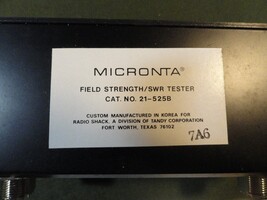 MICRONTA®
FIELD STRENGTH/SWR TESTER
CAT. NO. 21-525B
CUSTOM MANUFACTURED IN KOREA FOR
RADIO SHACK, A DIVISION OF TANDY CORPORATION
FORT WORTH, TEXAS 76102
7A6